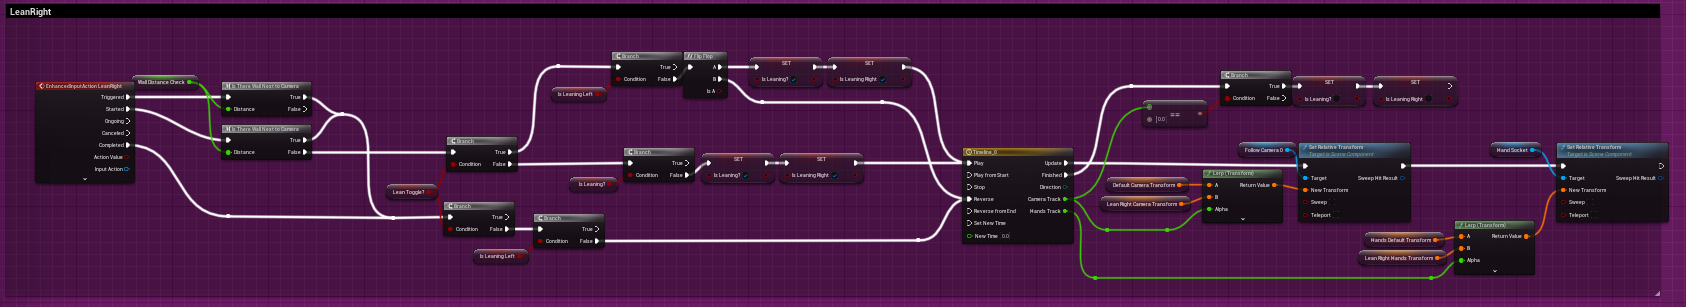 LeanRight
EnhancedInputAction LeanRight
Triggered
Started
Ongoing
Canceled
Completed
Action Value
Input Action
Wall Distance Check
Is There Wall Next to Camera
True
Distance
False
Is There Wall Next to Camera
True
Distance
False
Lean Toggle?
Branch
True
Condition
False
Branch
True
Condition
False
Is Leaning Left
Branch
True
Condition
False
Is Leaning Left
Branch
True
Condition
False
Flip Flop
A
B
Is A
SET
Is Leaning?
SET
Is Leaning Right
Is Leaning?
Branch
True
Condition
False
SET
Is Leaning?
SET
Is Leaning Right
Timeline_0
Play
Update
Play from Start
Finished
Stop
Direction
Reverse
Camera Track
Reverse from End
Hands Track
Set New Time
New Time
0.0
0.0
==
Branch
True
Condition
False
SET
Is Leaning?
SET
Is Leaning Right
Default Camera Transform
Lean Right Camera Transform
Lerp (Transform)
A
Return Value
B
Alpha
Follow Camera 0
Set Relative Transform
Target is Scene Component
Target
Sweep Hit Result
New Transform
Sweep
Teleport
Hands Default Transform
Lean Right Hands Transform
Lerp (Transform)
A
Return Value
B
Alpha
Hand Socket
Set Relative Transform
Target is Scene Component
Target
Sweep Hit Result
New Transform
Sweep
Teleport